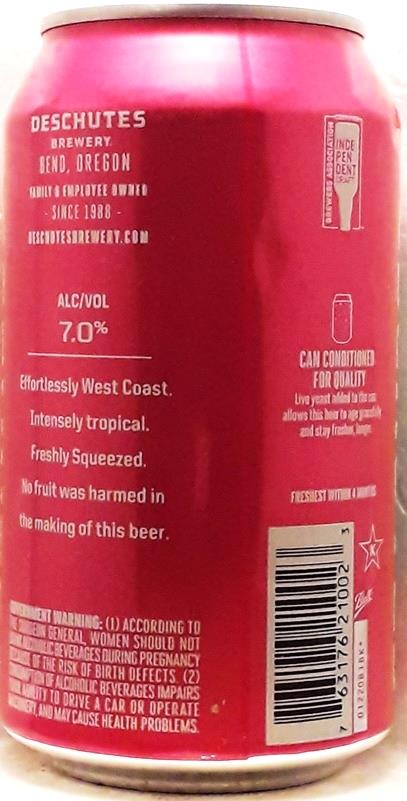 DESCHUTES
BREWERY
BEND, OREGON
FAMILY & EMPLOYEE OWNED
- SINCE 1988 -
DESCHUTESBREWERY.COM
ALC/VOL
7.0%
Effortlessly West Coast.
Intensely tropical.
Freshly Squeezed.
No fruit was harmed in
the making of this beer.
WARNING: (1) ACCORDING TO
GENERAL, WOMEN SHOULD NOT
ALCOHOLIC BEVERAGES DURING PREGNANCY
OF THE RISK OF BIRTH DEFECTS. (2)
OF ALCOHOLIC BEVERAGES IMPAIRS
ABILITY TO DRIVE A CAR OR OPERATE
AND MAY CAUSE HEALTH PROBLEMS.
BREWERS ASSOCIATION
INDE
PEN
DENT
CRAFT
CAN CONDITIONED
FOR QUALITY
Live yeast added to the can
allows this beer to age gracefully
and stay fresher, longer.
FRESHEST WITHIN 4 MONTHS
K
Ball
7 63176 21002 3
01220818K*